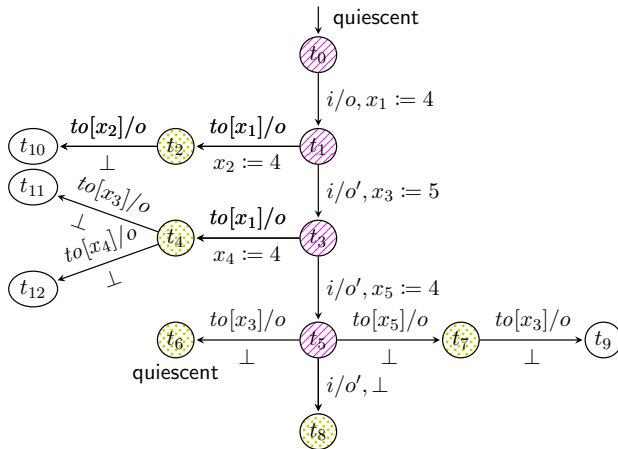 quiescent
t₀
i/o, x₁ := 4
to[x₂]/o
to[x₁]/o
t₁₀
t₂
t₁
⊥
x₂ := 4
t₁₁
to[x₃]/o
i/o′, x₃ := 5
⊥
to[x₁]/o
t₄
t₃
to[x₄]/o
x₄ := 4
⊥
t₁₂
i/o′, x₅ := 4
to[x₃]/o
to[x₅]/o
to[x₃]/o
t₆
t₅
t₇
t₉
⊥
⊥
⊥
quiescent
i/o′, ⊥
t₈